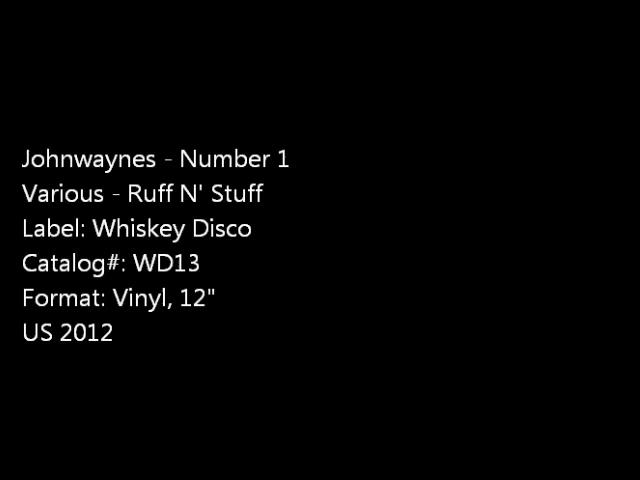 Johnwaynes - Number 1
Various - Ruff N' Stuff
Label: Whiskey Disco
Catalog#: WD13
Format: Vinyl, 12"
US 2012